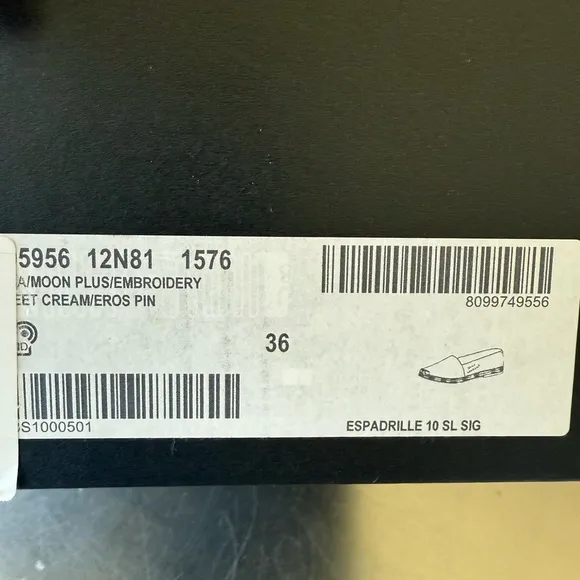 5956 12N81 1576
A/MOON PLUS/EMBROIDERY
EET CREAM/EROS PIN
8099749556
36
S1000501
ESPADRILLE 10 SL SIG